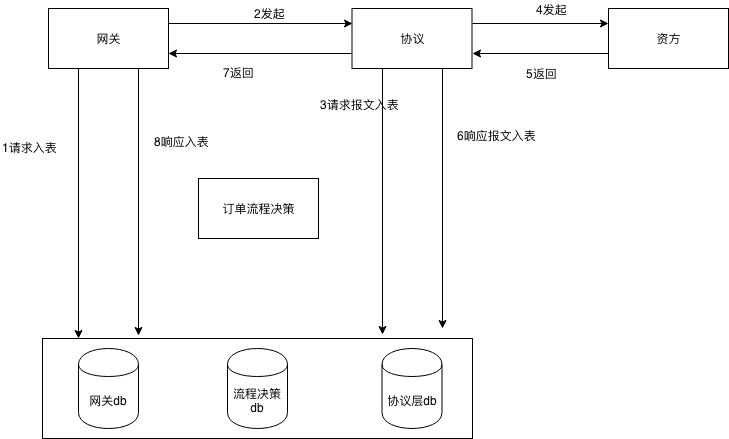 2发起
4发起
网关
协议
资方
7返回
5返回
3请求报文入表
1请求入表
8响应入表
6响应报文入表
订单流程决策
网关db
流程决策
db
协议层db